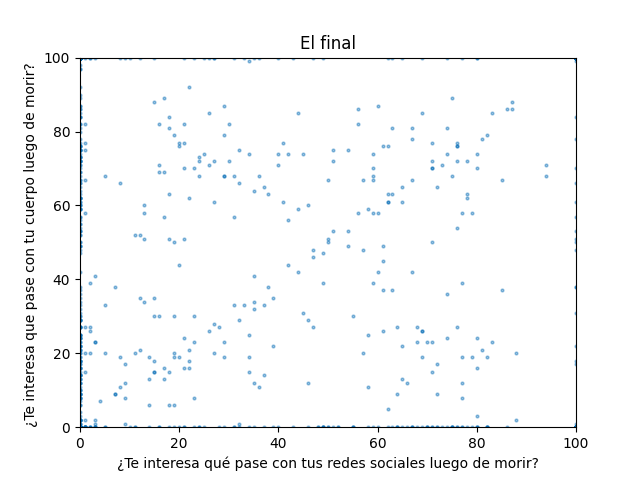 El final
¿Te interesa que pase con tu cuerpo luego de morir?
100
80
60
40
20
0
0 20 40 60 80 100
¿Te interesa qué pase con tus redes sociales luego de morir?